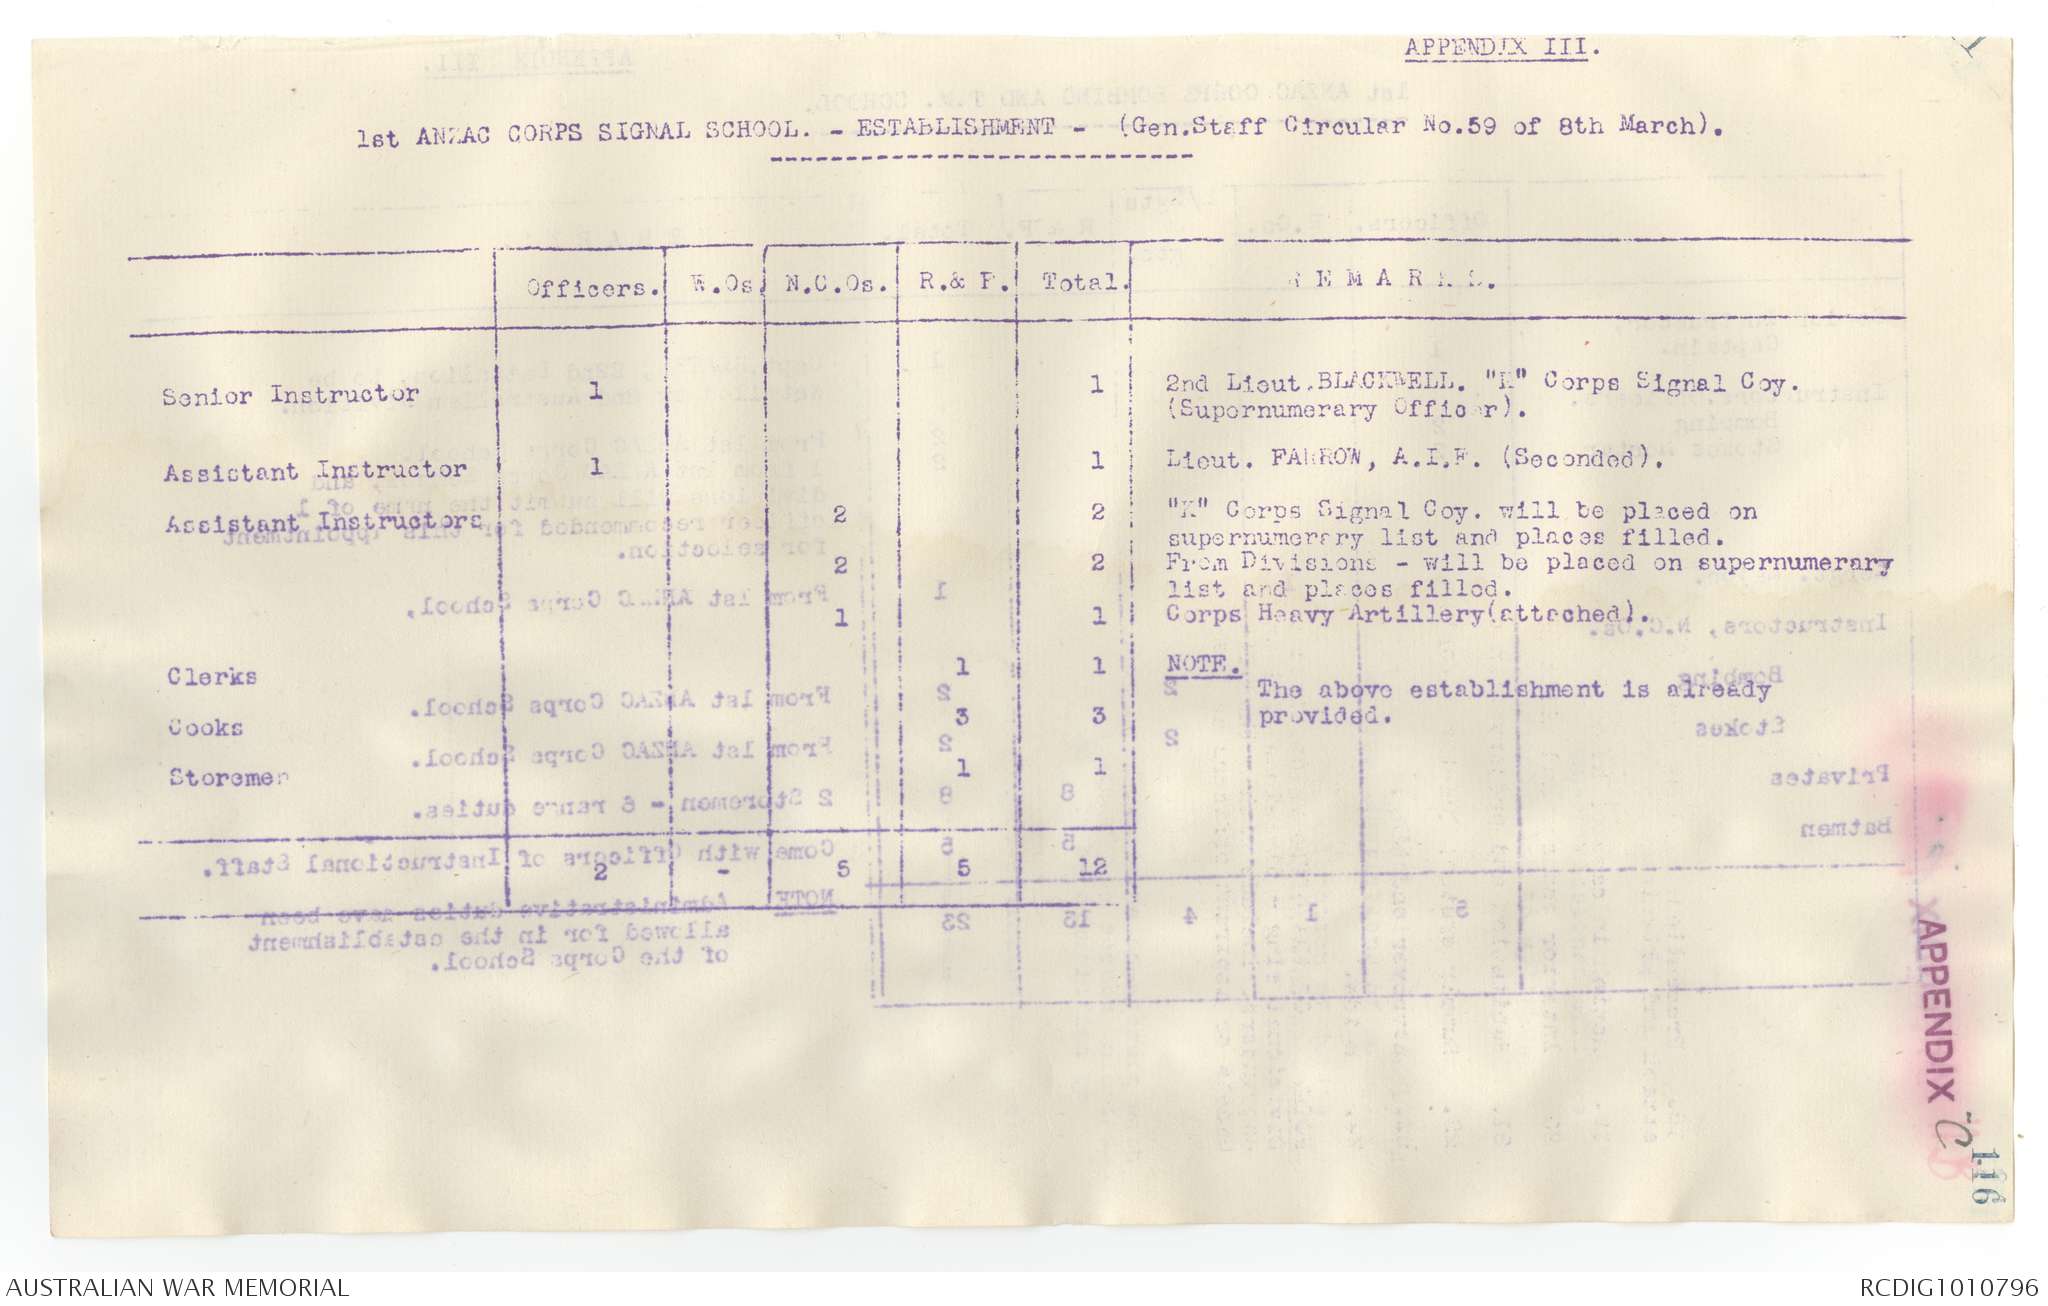 APPENDIX III.
1st ANZAC CORPS SIGNAL SCHOOL. - ESTABLISHMENT - (Gen.Staff Circular No.59 of 8th March).
Officers. W.Os. N.C.Os. R.& F. Total. REMARKS.
Senior Instructor 1 1 2nd Lieut. BLACKWELL. "K" Corps Signal Coy.
(Supernumerary Officer).
Assistant Instructor 1 1 Lieut. FARROW, A.I.F. (Seconded).
Assistant Instructors 2 2 "K" Corps Signal Coy. will be placed on
supernumerary list and places filled.
2 2 From Divisions - will be placed on supernumerary
list and places filled.
1 1 Corps Heavy Artillery(attached).
Clerks 1 1 NOTE.
The above establishment is already
Cooks 3 3 provided.
Storemen 1 1
2 - 5 5 12
APPENDIX "C"
116
AUSTRALIAN WAR MEMORIAL RCDIG1010796